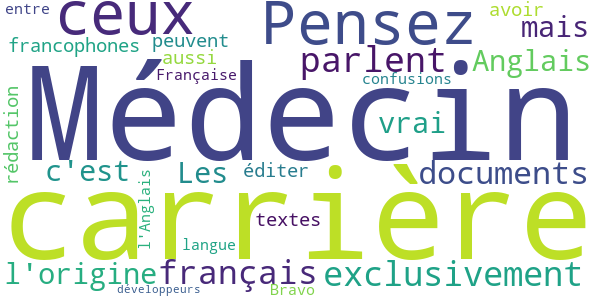 entre ceux Pensez avoir
mais
francophones peuvent parlent Anglais
aussi
Française confusions
Médecin
rédaction vrai
c'est Les éditer documents
l'Anglais
carrière
textes
langue
l'origine français exclusivement
développeurs Bravo